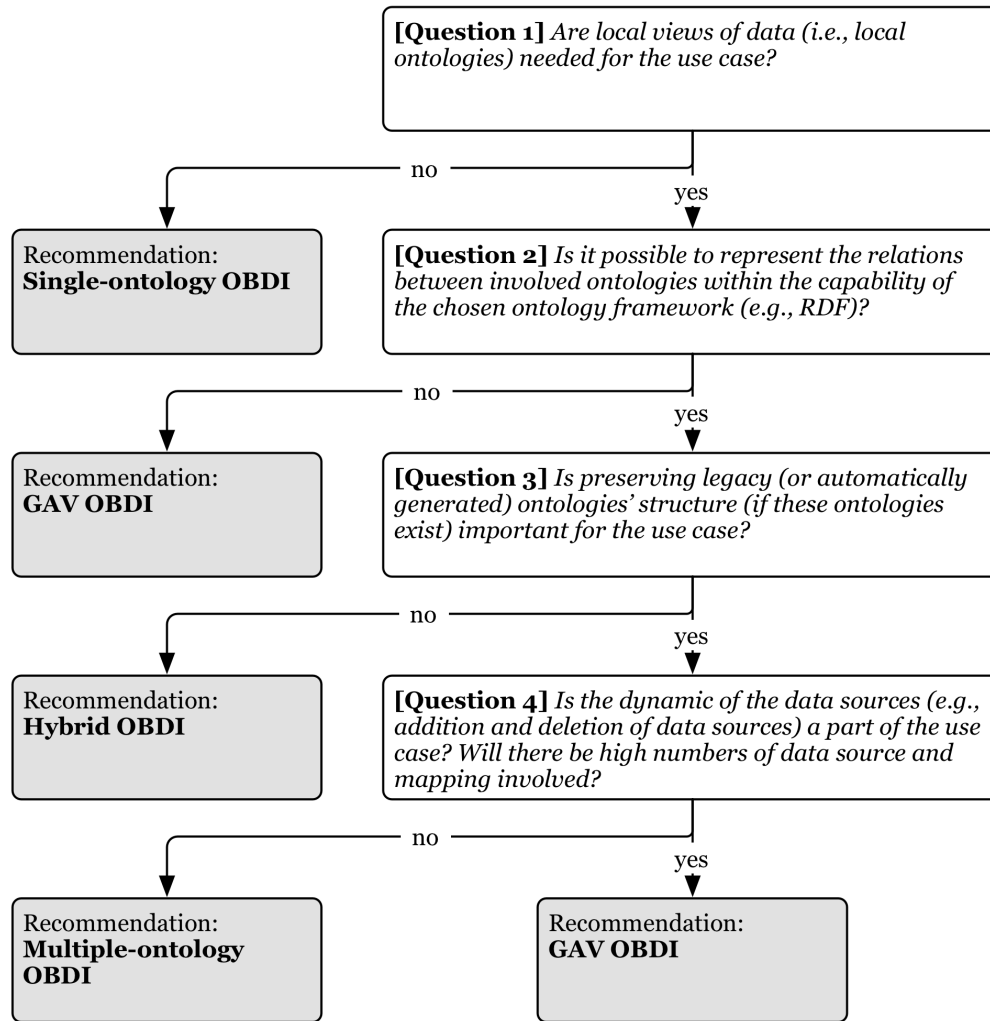 [Question 1] Are local views of data (i.e., local
ontologies) needed for the use case?
no
yes
Recommendation:
Single-ontology OBDI
[Question 2] Is it possible to represent the relations
between involved ontologies within the capability of
the chosen ontology framework (e.g., RDF)?
no
yes
Recommendation:
GAV OBDI
[Question 3] Is preserving legacy (or automatically
generated) ontologies’ structure (if these ontologies
exist) important for the use case?
no
yes
Recommendation:
Hybrid OBDI
[Question 4] Is the dynamic of the data sources (e.g.,
addition and deletion of data sources) a part of the use
case? Will there be high numbers of data source and
mapping involved?
no
yes
Recommendation:
Multiple-ontology
OBDI
Recommendation:
GAV OBDI